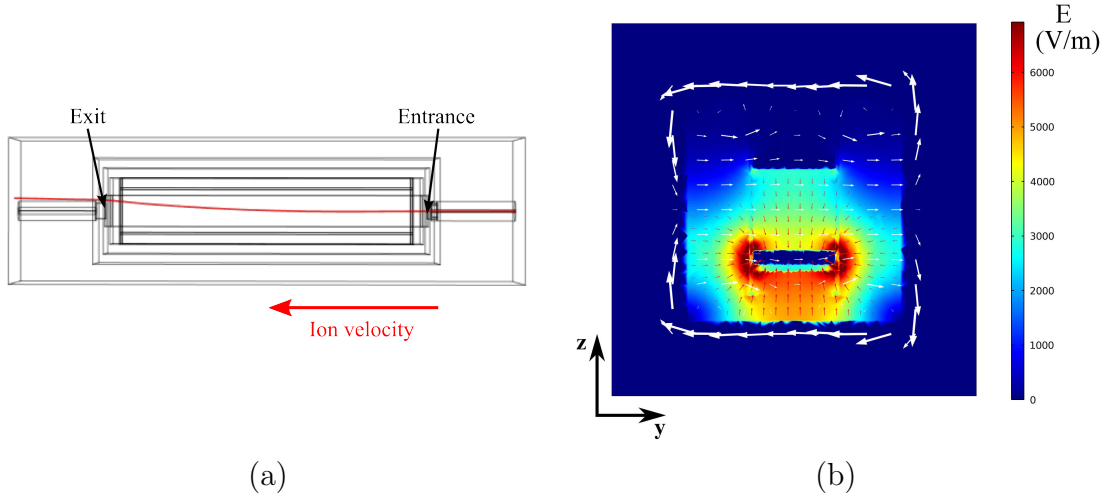 Exit
Entrance
Ion velocity
(a)
E
(V/m)
6000
5000
4000
3000
2000
1000
0
z
y
(b)